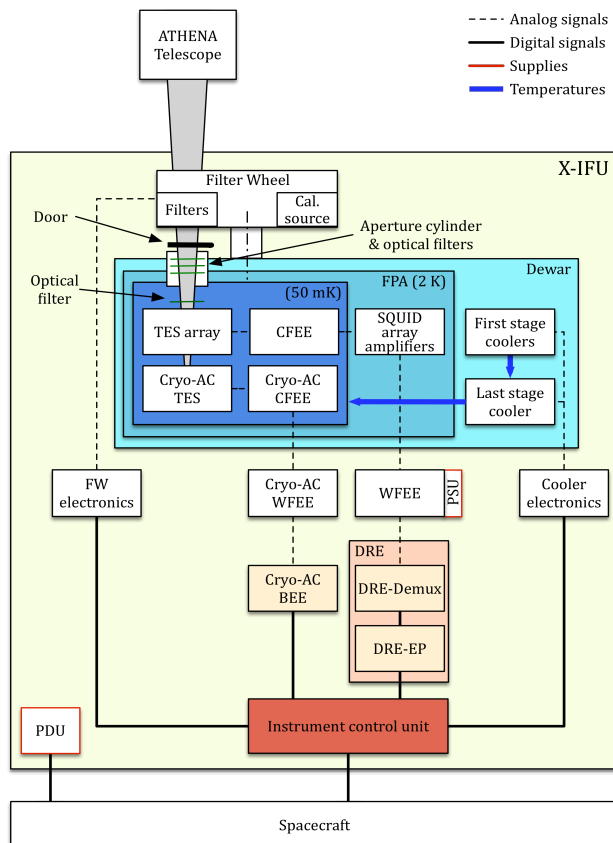 ATHENA
Telescope
Analog signals
Digital signals
Supplies
Temperatures
X-IFU
Filter Wheel
Filters
Cal.
source
Door
Aperture cylinder
& optical filters
Optical
filter
Dewar
FPA (2 K)
(50 mK)
TES array
CFEE
SQUID
array
amplifiers
First stage
coolers
Cryo-AC
TES
Cryo-AC
CFEE
Last stage
cooler
FW
electronics
Cryo-AC
WFEE
WFEE
PSU
Cooler
electronics
DRE
Cryo-AC
BEE
DRE-Demux
DRE-EP
PDU
Instrument control unit
Spacecraft